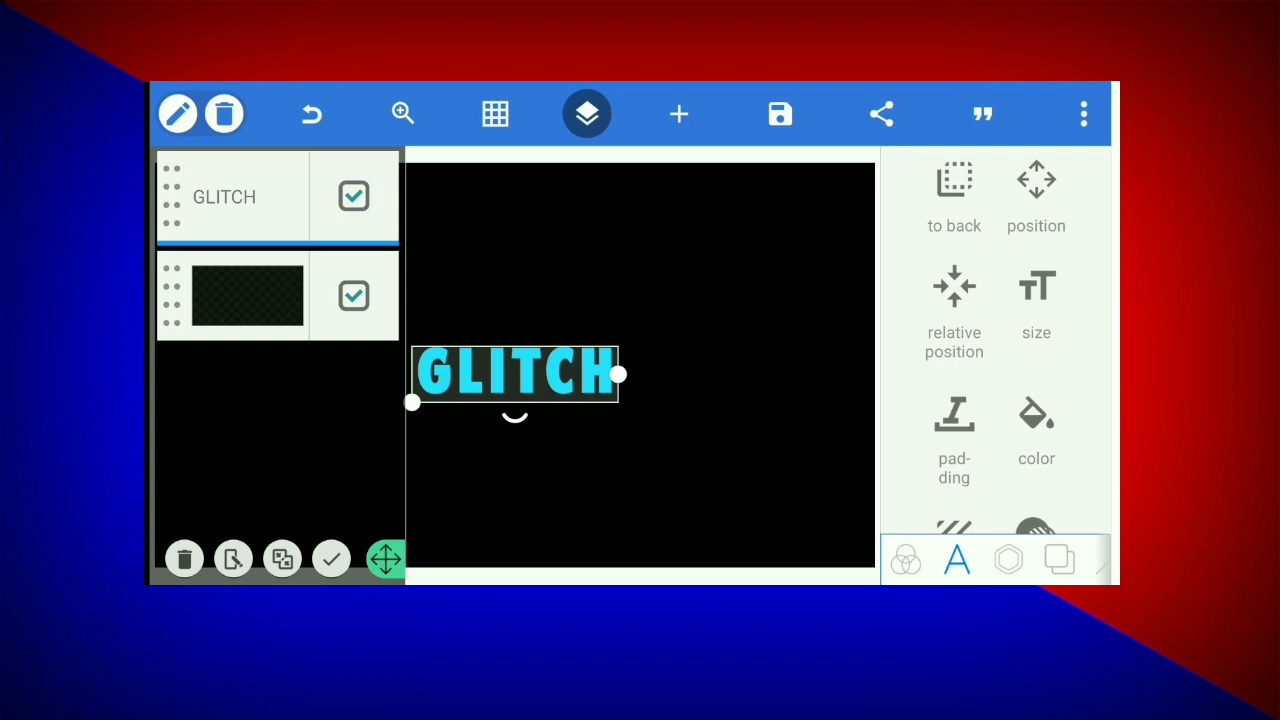 GLITCH
to back
position
relative
position
size
GLITCH
pad-
ding
color